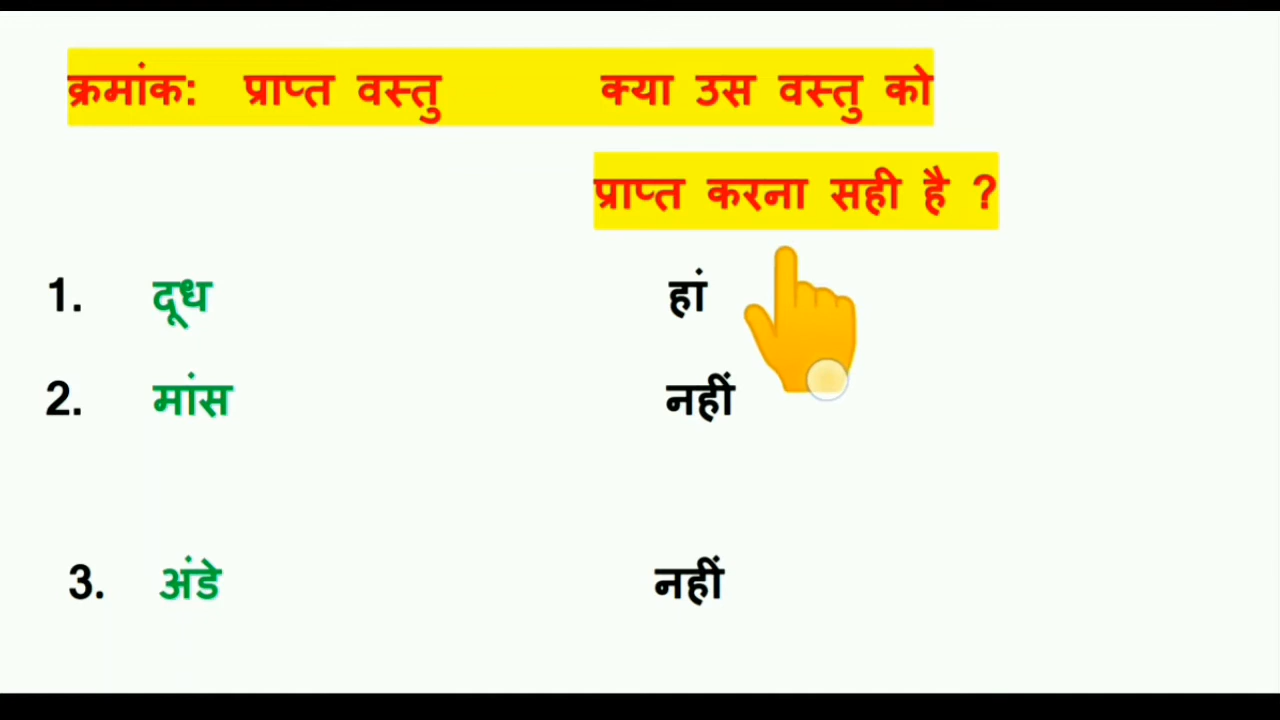 क्रमांक: प्राप्त वस्तु क्या उस वस्तु को
प्राप्त करना सही है ?
1. दूध हां
2. मांस नहीं
3. अंडे नहीं